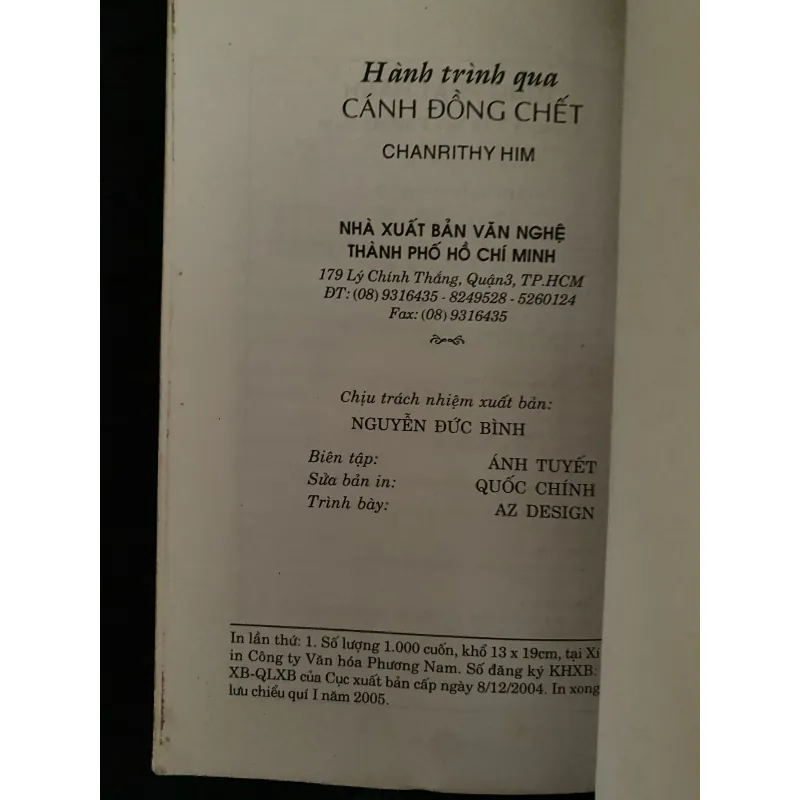 Hành trình qua
CÁNH ĐỒNG CHẾT
CHANRITHY HIM
NHÀ XUẤT BẢN VĂN NGHỆ
THÀNH PHỐ HỒ CHÍ MINH
179 Lý Chính Thắng, Quận3, TP.HCM
ĐT: (08) 9316435 - 8249528 - 5260124
Fax: (08) 9316435
Chịu trách nhiệm xuất bản:
NGUYỄN ĐỨC BÌNH
Biên tập: ÁNH TUYẾT
Sửa bản in: QUỐC CHÍNH
Trình bày: AZ DESIGN
In lần thứ: 1. Số lượng 1.000 cuốn, khổ 13 x 19cm, tại Xí
in Công ty Văn hóa Phương Nam. Số đăng ký KHXB:
XB-QLXB của Cục xuất bản cấp ngày 8/12/2004. In xong
lưu chiểu quí I năm 2005.